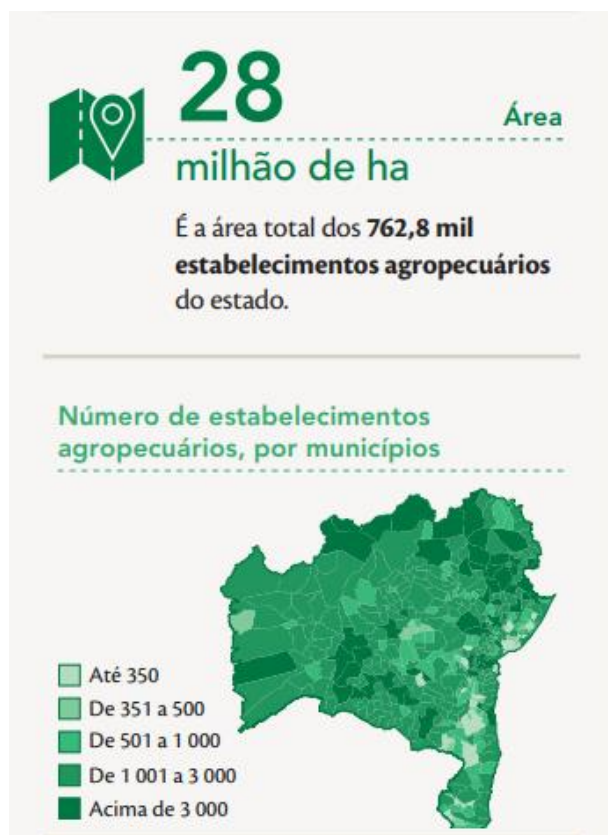 28
Área
milhão de ha
É a área total dos 762,8 mil
estabelecimentos agropecuários
do estado.
Número de estabelecimentos
agropecuários, por municípios
Até 350
De 351 a 500
De 501 a 1 000
De 1 001 a 3 000
Acima de 3 000